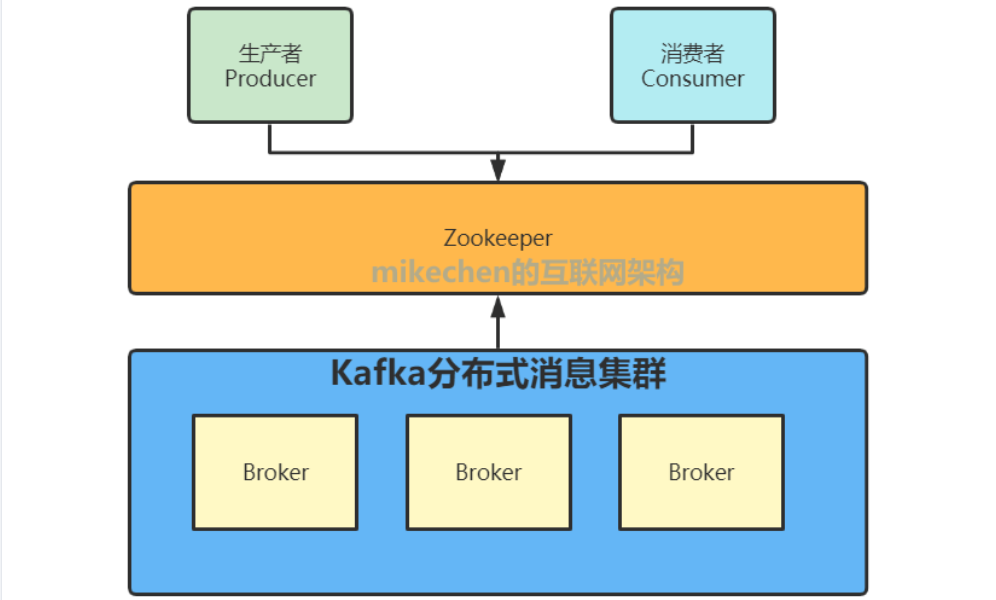 生产者
Producer
消费者
Consumer
Zookeeper
mikechen的互联网架构
Kafka分布式消息集群
Broker
Broker
Broker